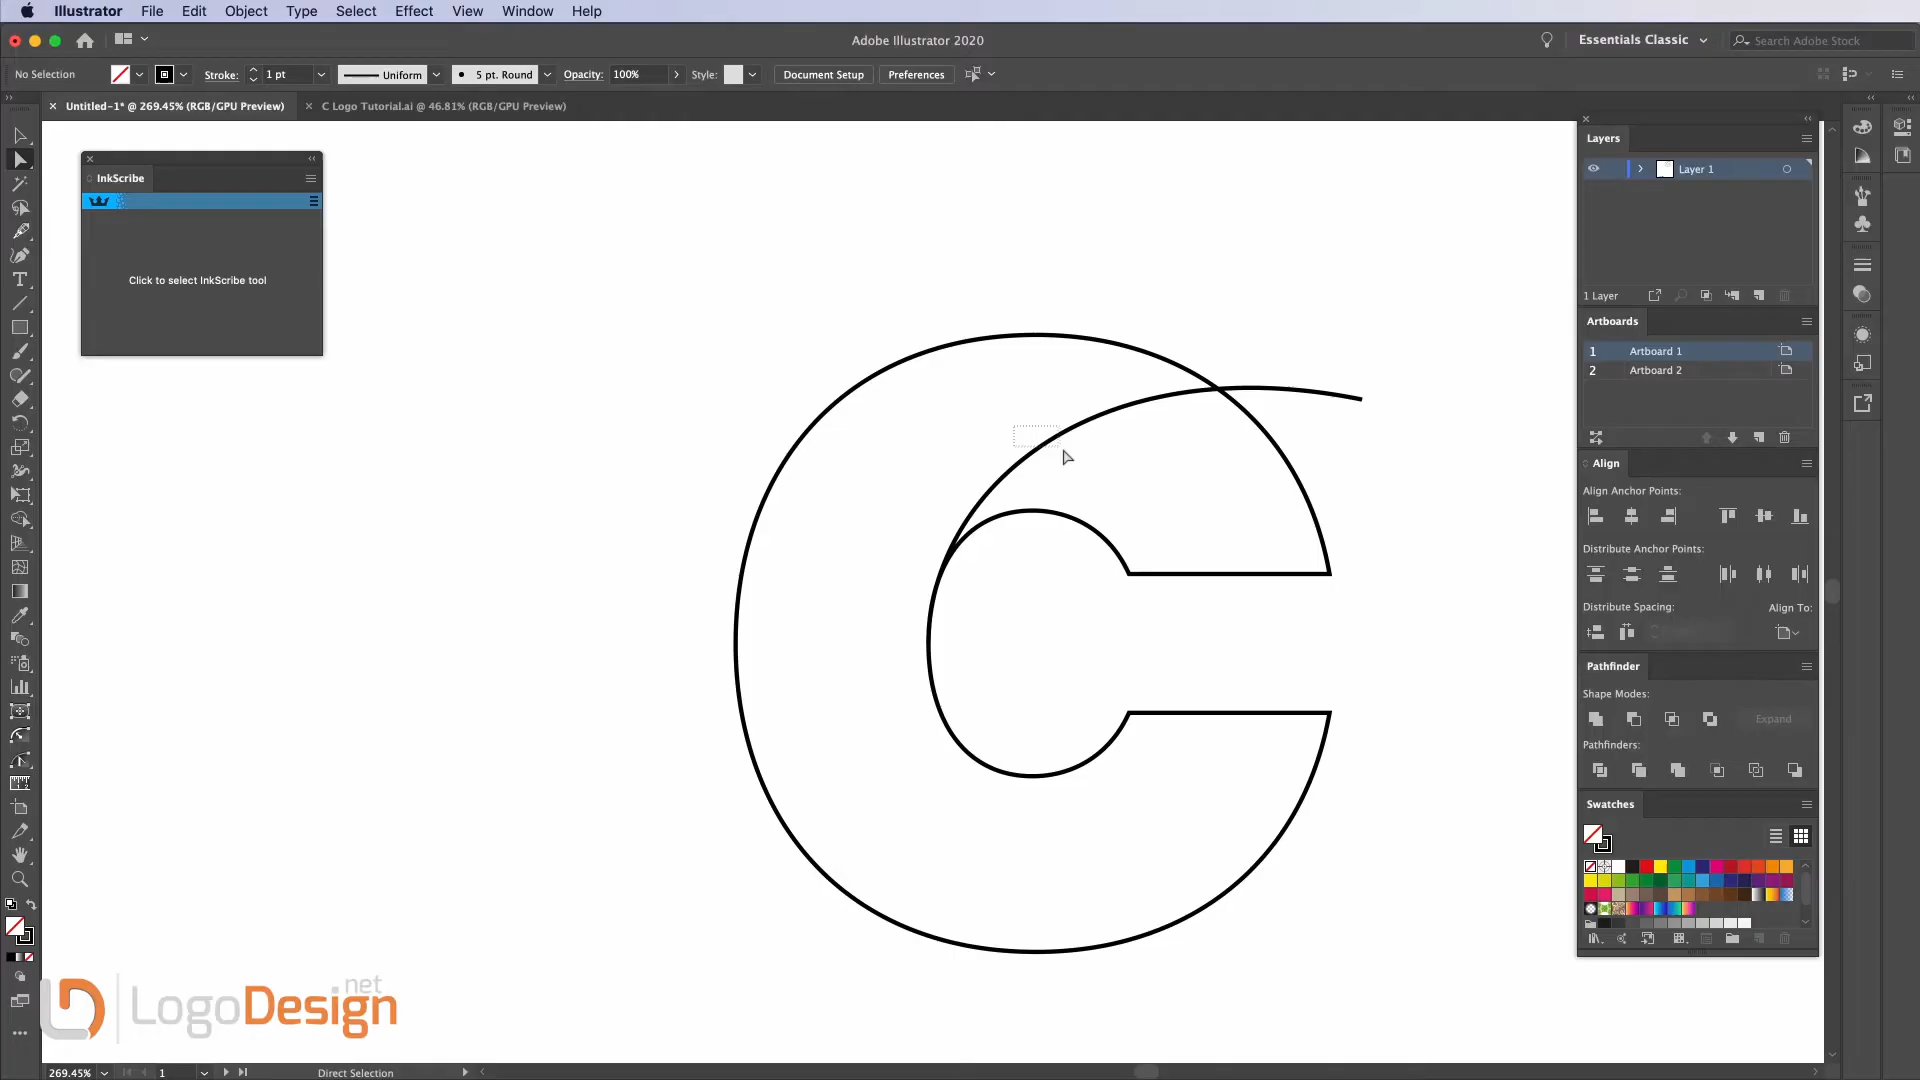 Illustrator File Edit Object Type Select Effect View Window Help
Adobe Illustrator 2020
Essentials Classic
Search Adobe Stock
No Selection
Stroke:
1 pt
Uniform
5 pt. Round
Opacity:
100%
Style:
Document Setup
Preferences
Untitled-1* @ 269.45% (RGB/GPU Preview)
C Logo Tutorial.ai @ 46.81% (RGB/GPU Preview)
InkScribe
Click to select InkScribe tool
Layers
Layer 1
1 Layer
Artboards
1 Artboard 1
2 Artboard 2
Align
Align Anchor Points:
Distribute Anchor Points:
Distribute Spacing:
Align To:
Pathfinder
Shape Modes:
Expand
Pathfinders:
Swatches
LogoDesign
net
269.45%
1
Direct Selection